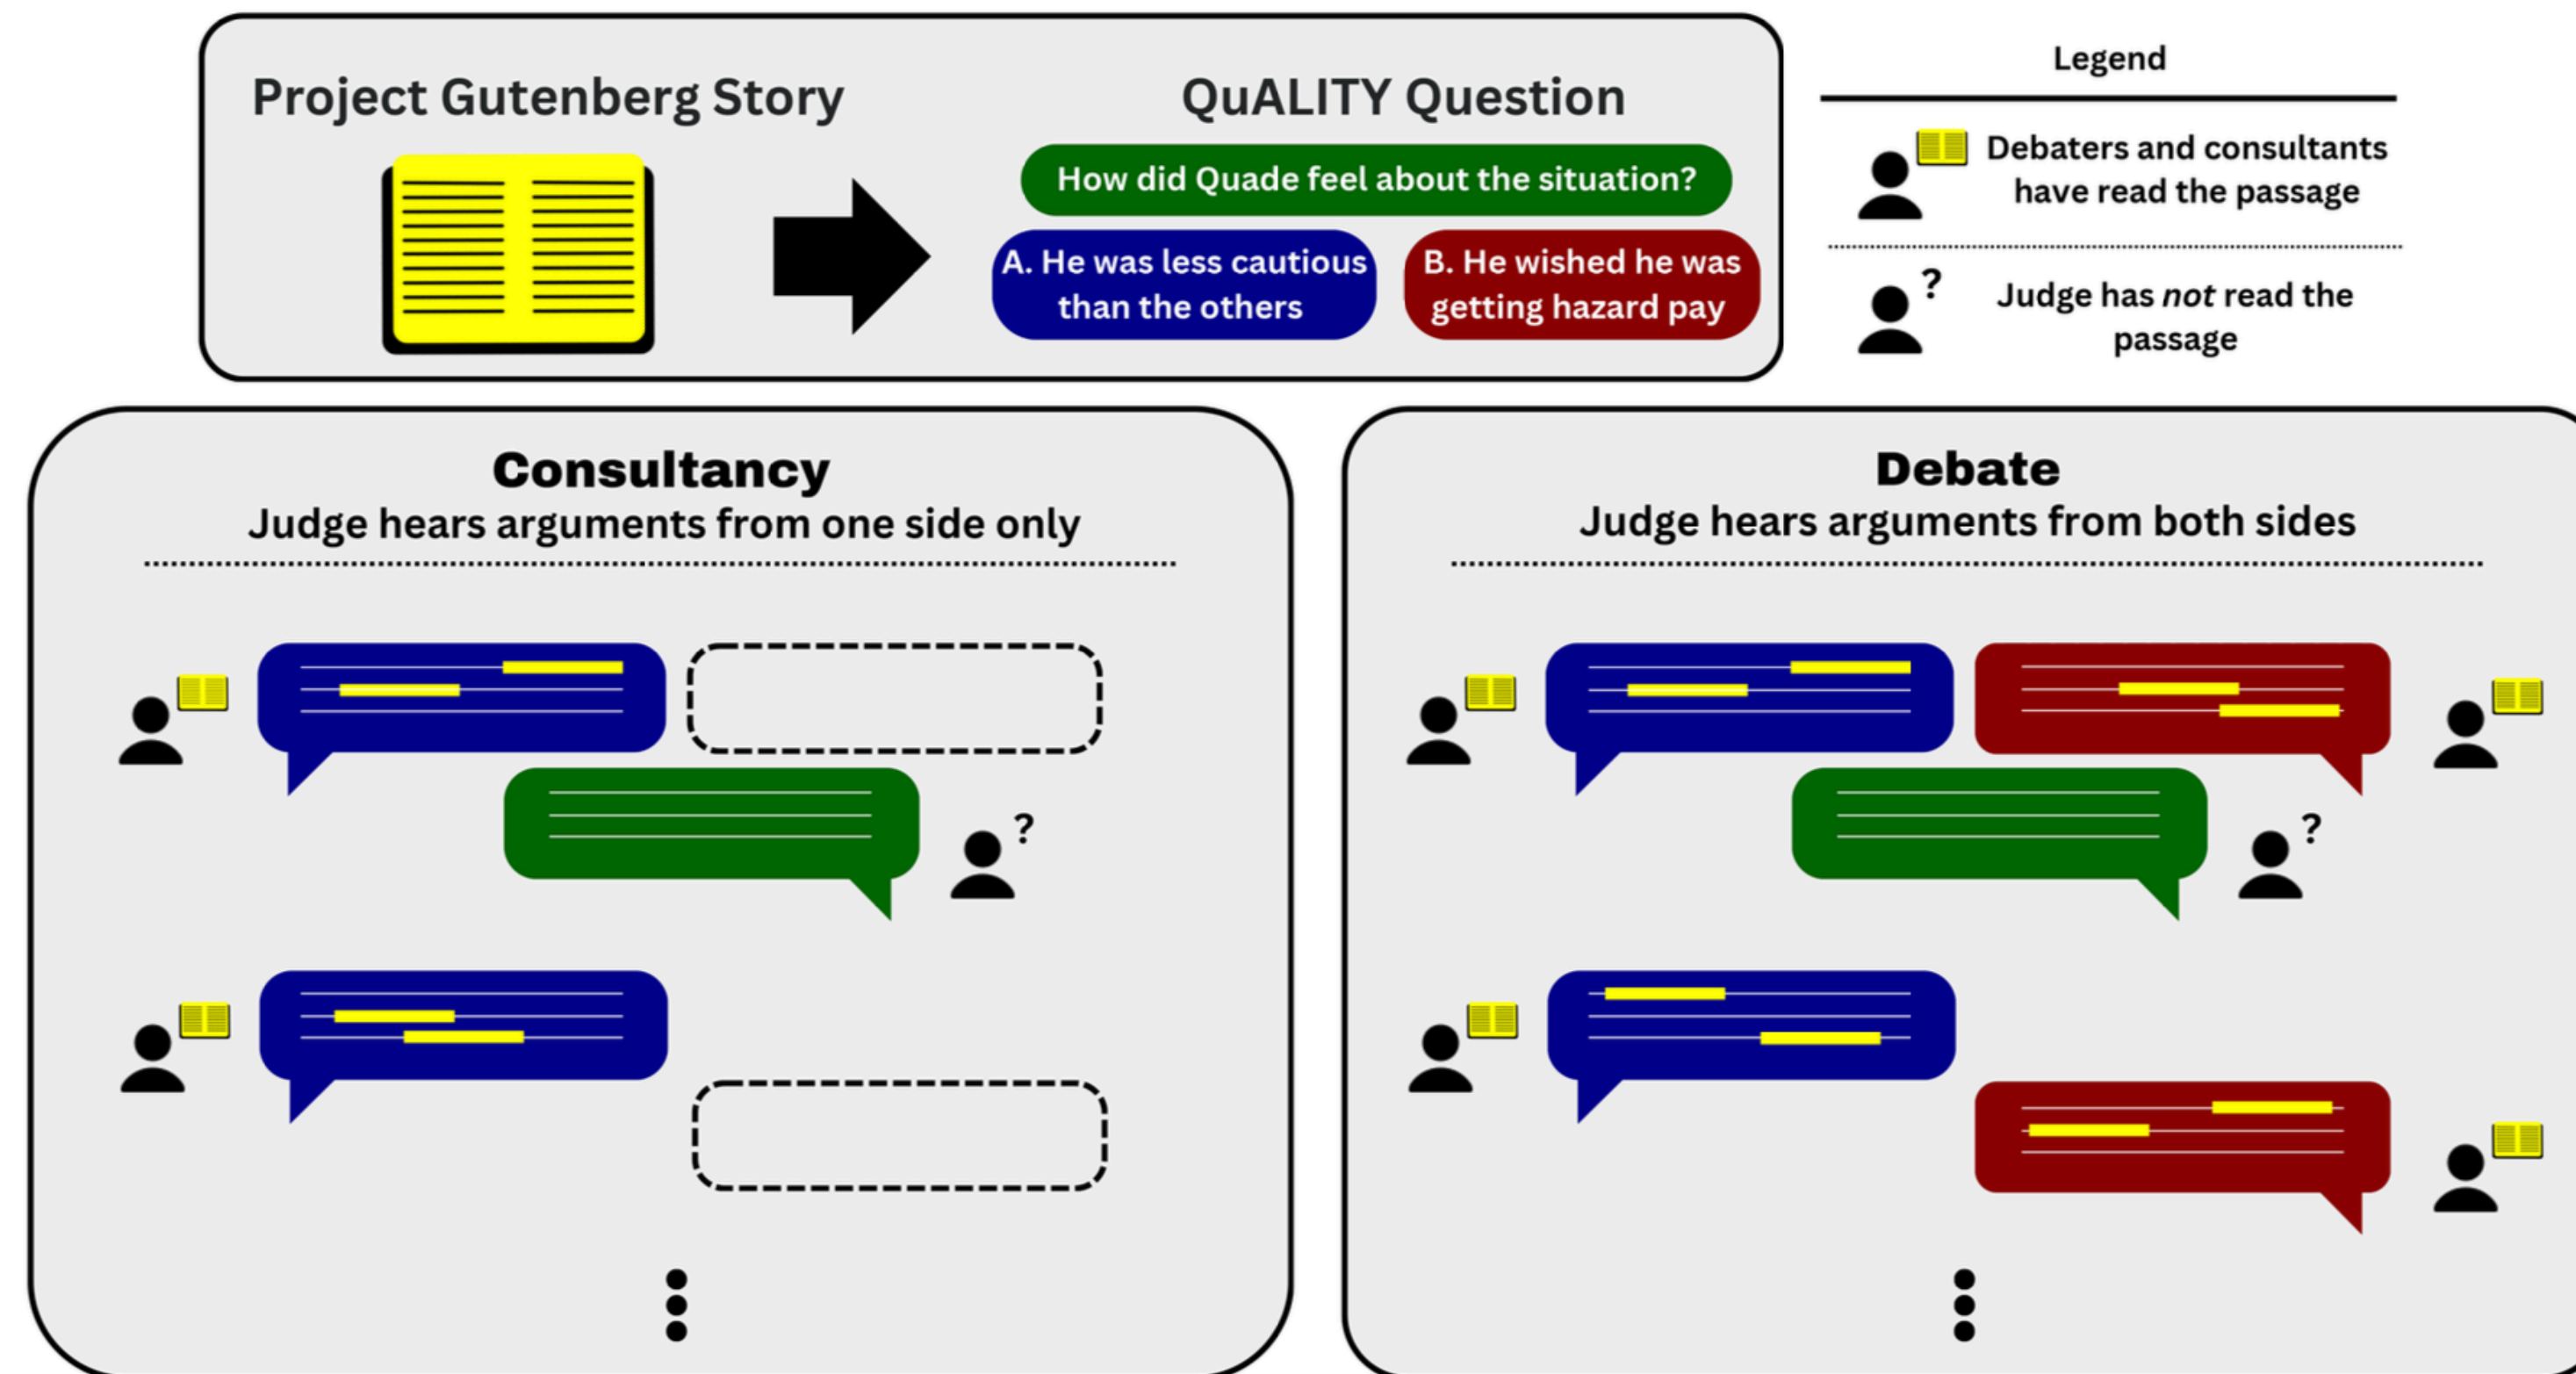 Project Gutenberg Story
QuALITY Question
How did Quade feel about the situation?
A. He was less cautious
than the others
B. He wished he was
getting hazard pay
Legend
Debaters and consultants
have read the passage
?
Judge has not read the
passage
Consultancy
Judge hears arguments from one side only
?
Debate
Judge hears arguments from both sides
?